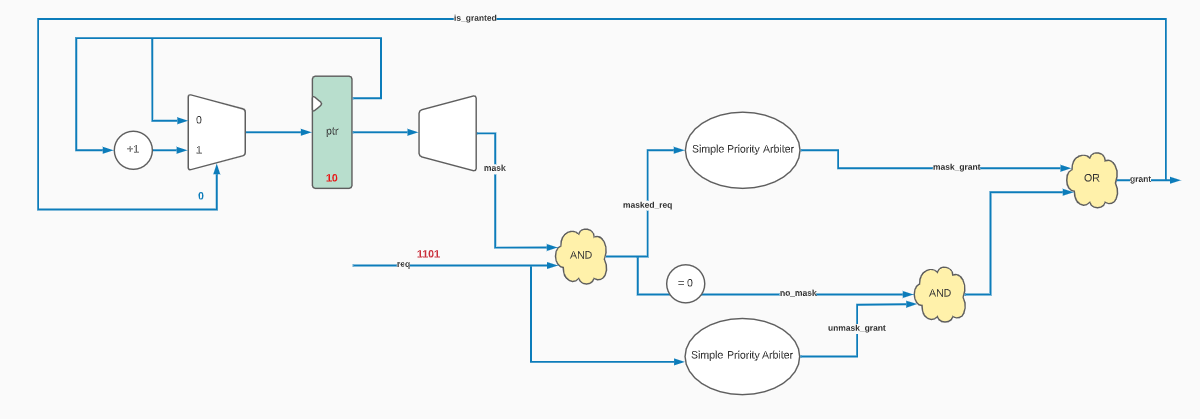 is_granted
0
ptr
+1
1
10
0
mask
1101
req
AND
masked_req
Simple Priority Arbiter
mask_grant
OR
grant
= 0
no_mask
AND
unmask_grant
Simple Priority Arbiter